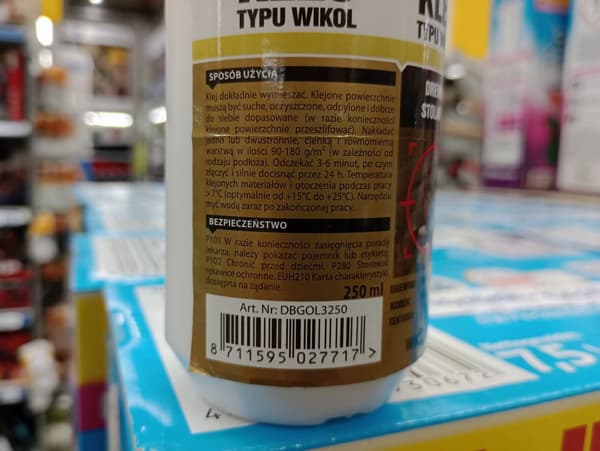 TYPU WIKOL
SPOSÓB UŻYCIA
Klej dokładnie wymieszać. Klejone powierzchnie
muszą być suche, oczyszczone, odpylone i dobrze
do siebie dopasowane (w razie konieczności
klejone powierzchnie przeszlifować). Nakładać
jedno lub dwustronnie, cienką i równomierną
warstwą w ilości 90-180 g/m² (w zależności od
rodzaju podłoża). Odczekać 3-6 minut, po czym
złączyć i silnie docisnąć przez 24 h. Temperatura
klejonych materiałów i otoczenia podczas pracy
>7°C (optymalnie od +15°C do +25°C). Narzędzia
myć wodą zaraz po zakończonej pracy.
BEZPIECZEŃSTWO
P101 W razie konieczności zasięgnięcia porady
lekarza, należy pokazać pojemnik lub etykietę.
P102 Chronić przed dziećmi. P280 Stosować
rękawice ochronne. EUH210 Karta charakterystyki
dostępna na żądanie
250 ml
Art. Nr: DBGOL3250
8 711595 027717 >
7,5